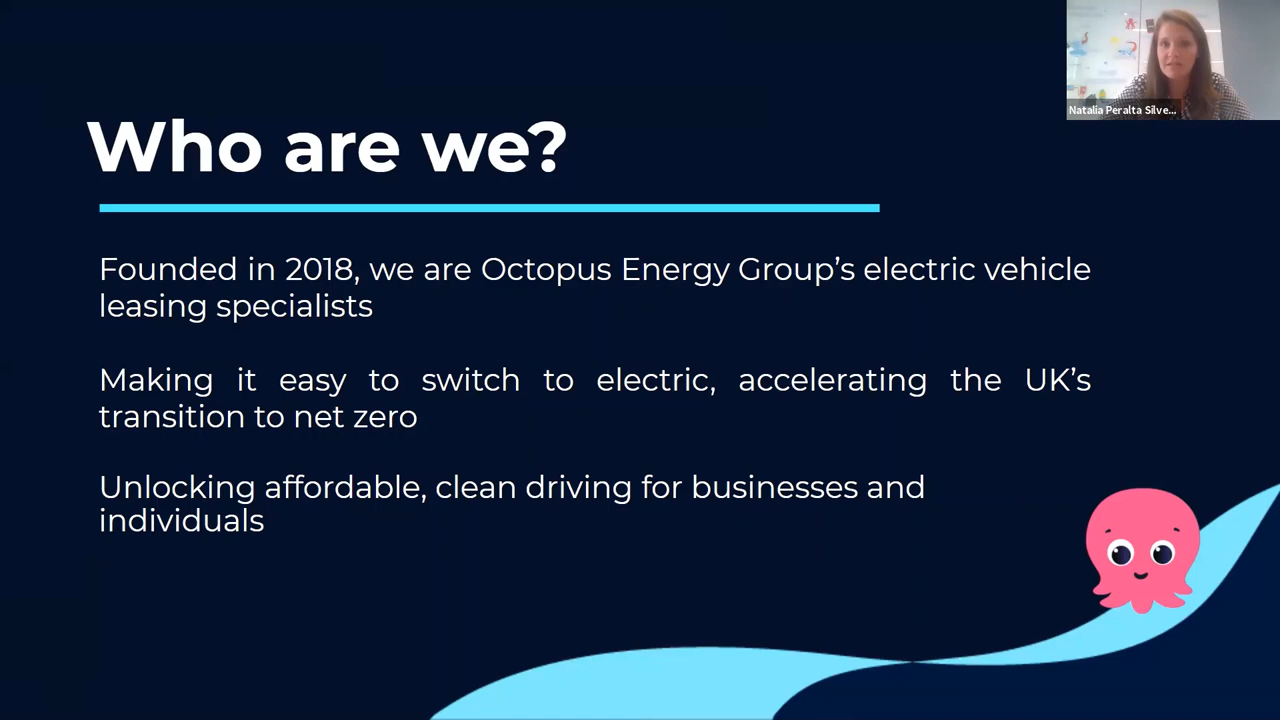 Natalia Peralta Silve...
Who are we?
Founded in 2018, we are Octopus Energy Group’s electric vehicle
leasing specialists
Making it easy to switch to electric, accelerating the UK’s
transition to net zero
Unlocking affordable, clean driving for businesses and
individuals